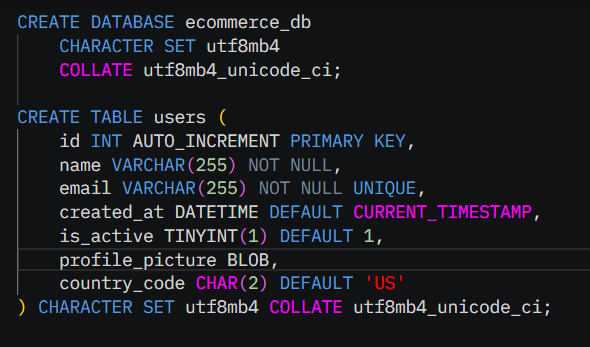 CREATE DATABASE ecommerce_db
    CHARACTER SET utf8mb4
    COLLATE utf8mb4_unicode_ci;

CREATE TABLE users (
    id INT AUTO_INCREMENT PRIMARY KEY,
    name VARCHAR(255) NOT NULL,
    email VARCHAR(255) NOT NULL UNIQUE,
    created_at DATETIME DEFAULT CURRENT_TIMESTAMP,
    is_active TINYINT(1) DEFAULT 1,
    profile_picture BLOB,
    country_code CHAR(2) DEFAULT 'US'
) CHARACTER SET utf8mb4 COLLATE utf8mb4_unicode_ci;